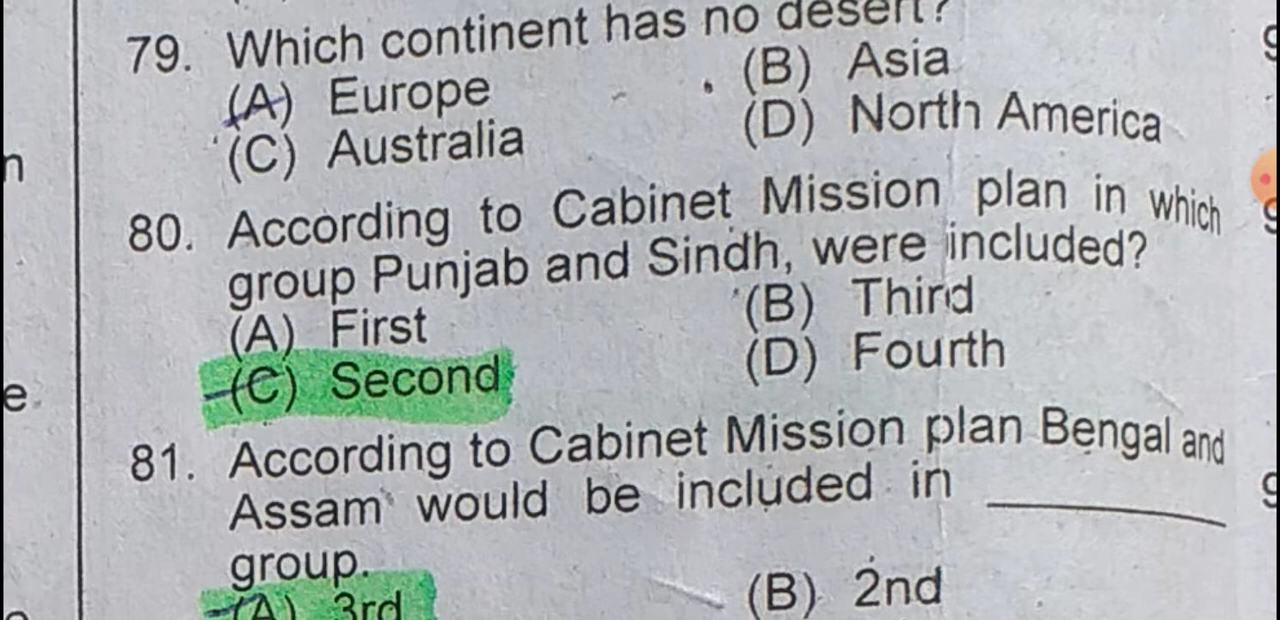 79. Which continent has no desert?
(A) Europe (B) Asia
(C) Australia (D) North America
80. According to Cabinet Mission plan in which
group Punjab and Sindh, were included?
(A) First (B) Third
(C) Second (D) Fourth
81. According to Cabinet Mission plan Bengal and
Assam would be included in ______
group.
(A) 3rd (B) 2nd